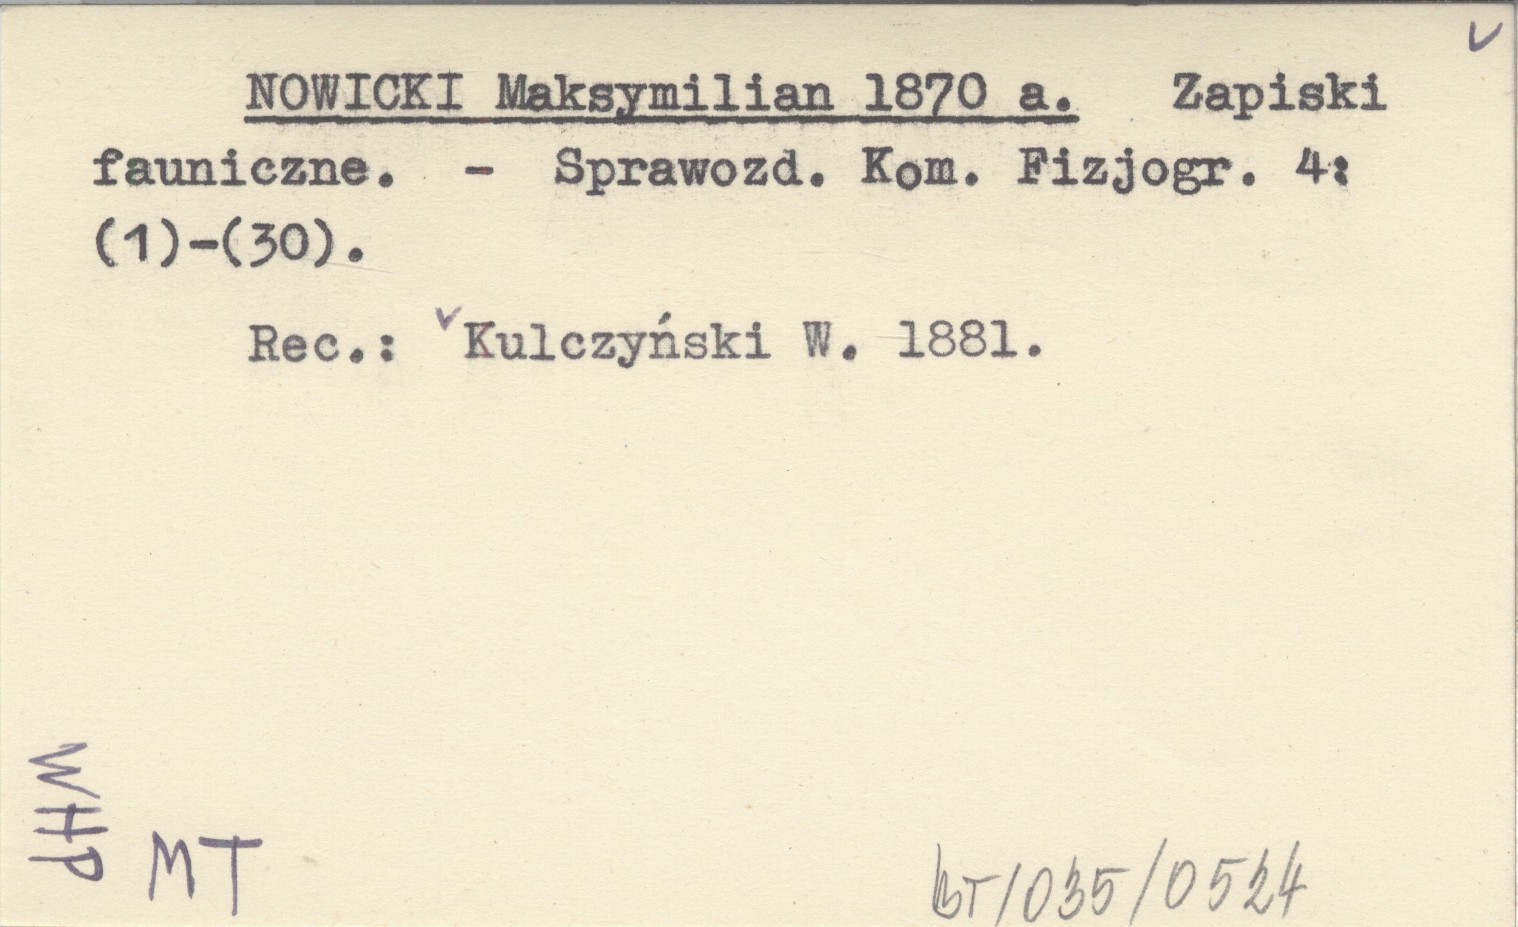 NOWICKI Maksymilian 1870 a. Zapiski
fauniczne. - Sprawozd. Kom. Fizjogr. 4:
(1)-(30).
Rec.: Kulczyński W. 1881.
WHP
MT
BT/035/0524